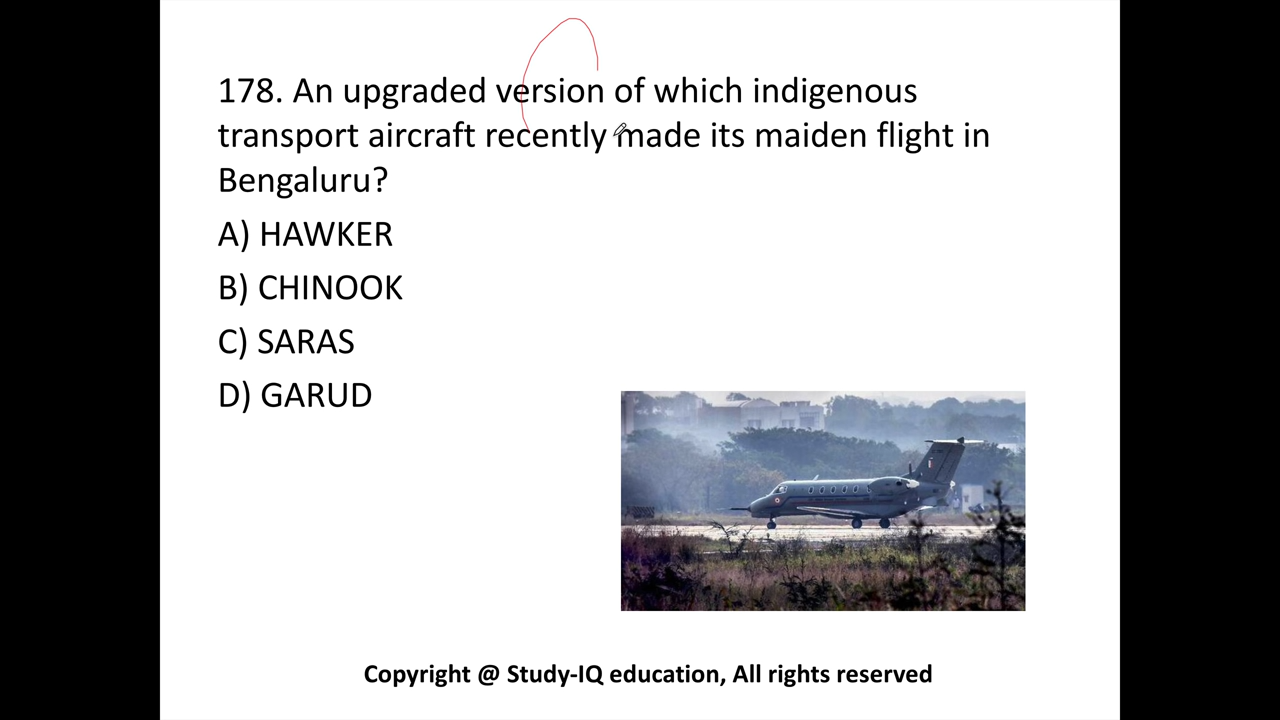 178. An upgraded version of which indigenous
transport aircraft recently made its maiden flight in
Bengaluru?
A) HAWKER
B) CHINOOK
C) SARAS
D) GARUD
Copyright @ Study-IQ education, All rights reserved